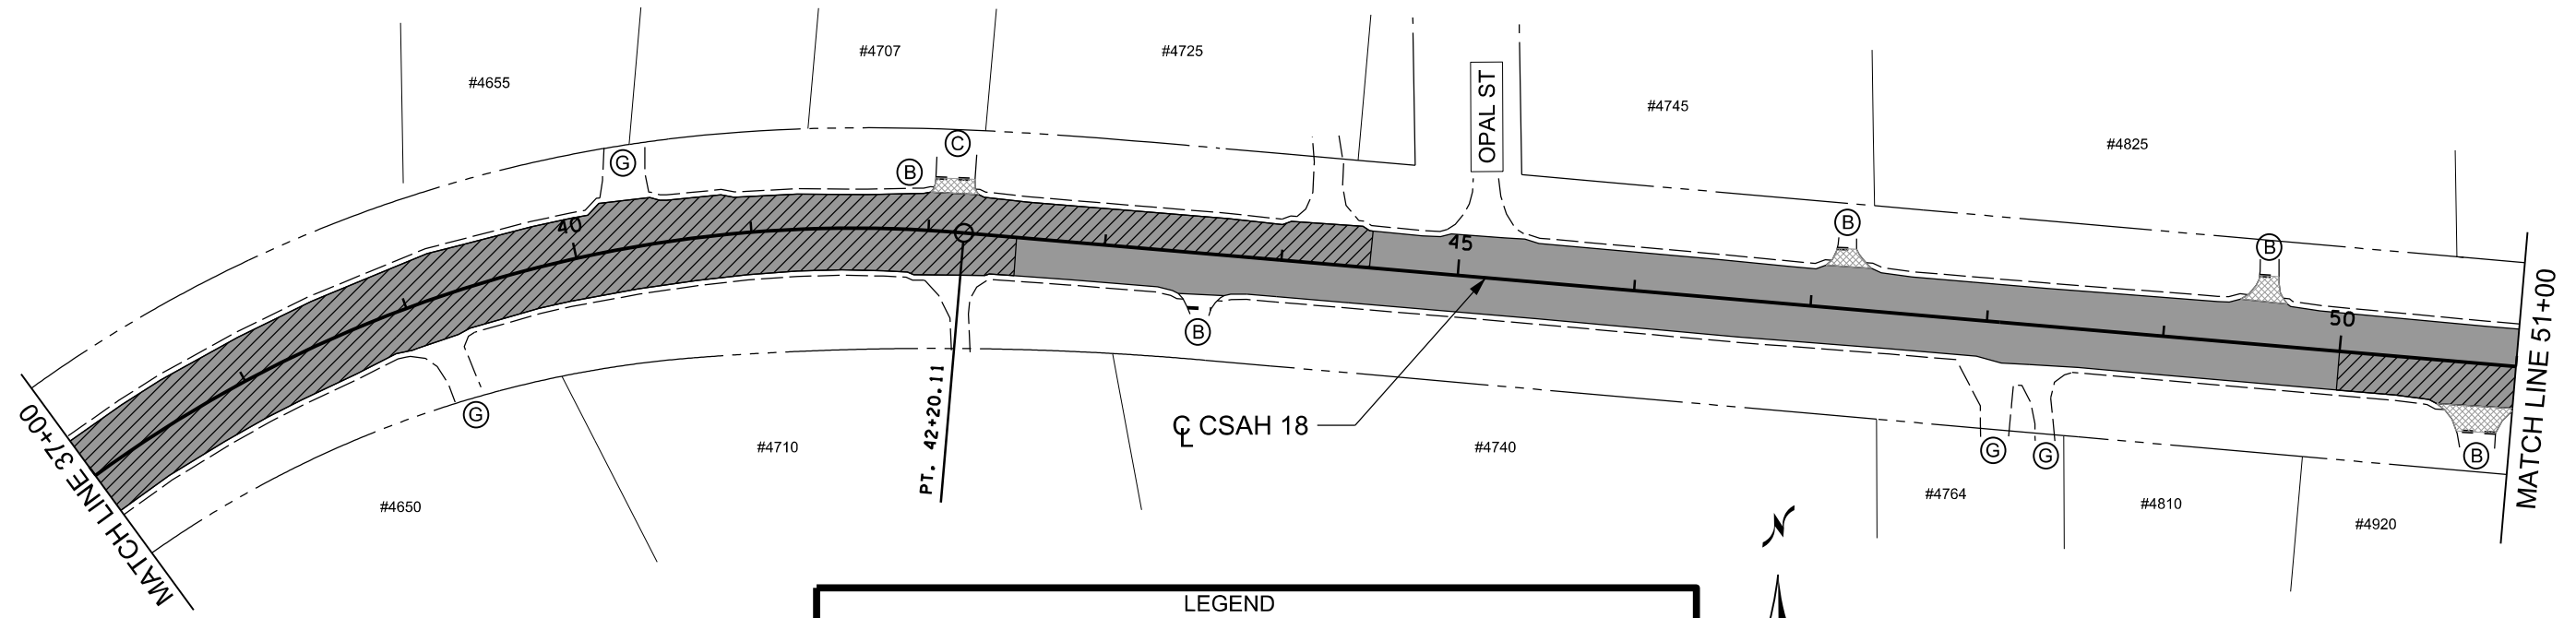 #4655
#4707
#4725
OPAL ST
#4745
#4825
G
B
C
B
B
40
45
50
MATCH LINE 37+00
G
PT. 42+20.11
B
℄ CSAH 18
G
G
B
MATCH LINE 51+00
#4650
#4710
#4740
#4764
#4810
#4920
N
LEGEND